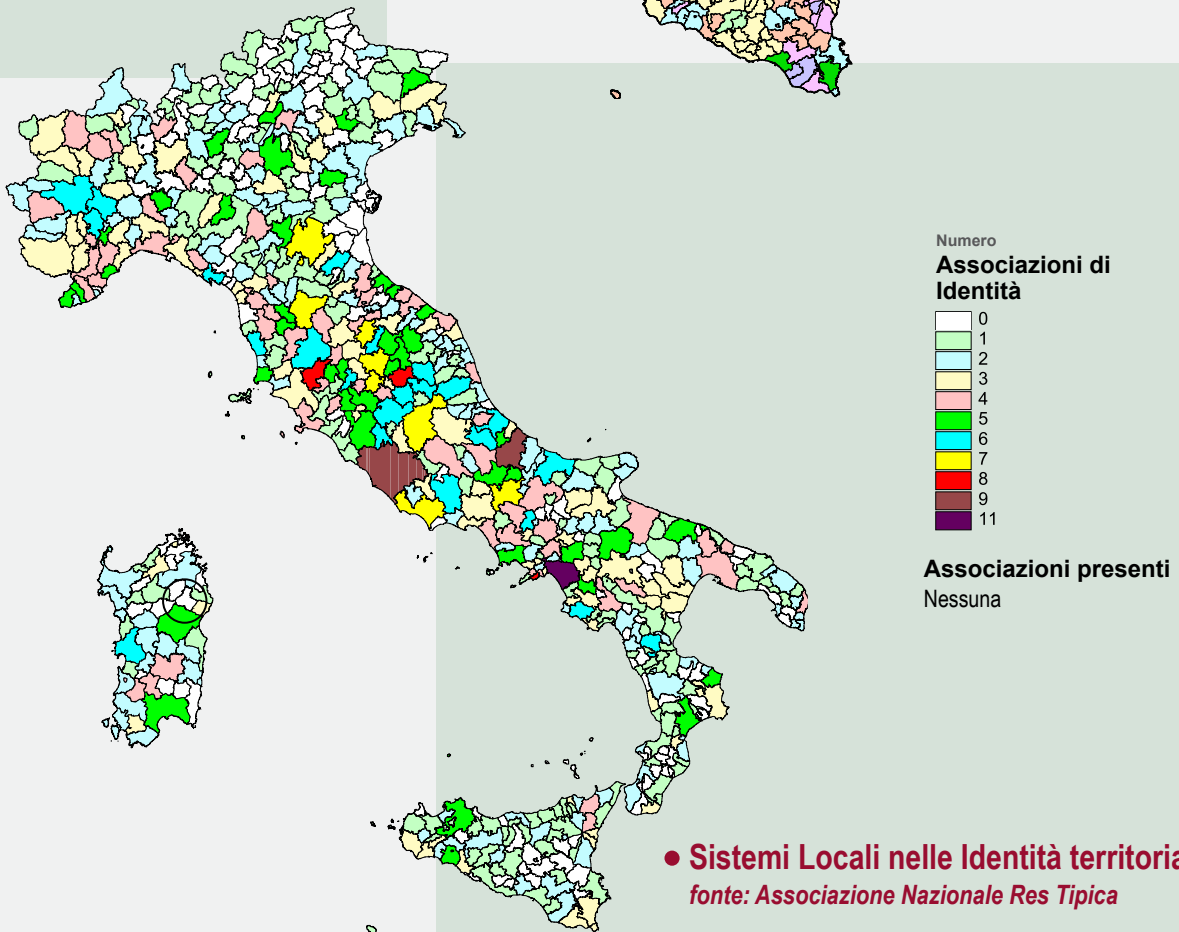 Numero
Associazioni di
Identità
0
1
2
3
4
5
6
7
8
9
11
Associazioni presenti
Nessuna
• Sistemi Locali nelle Identità territoria
fonte: Associazione Nazionale Res Tipica